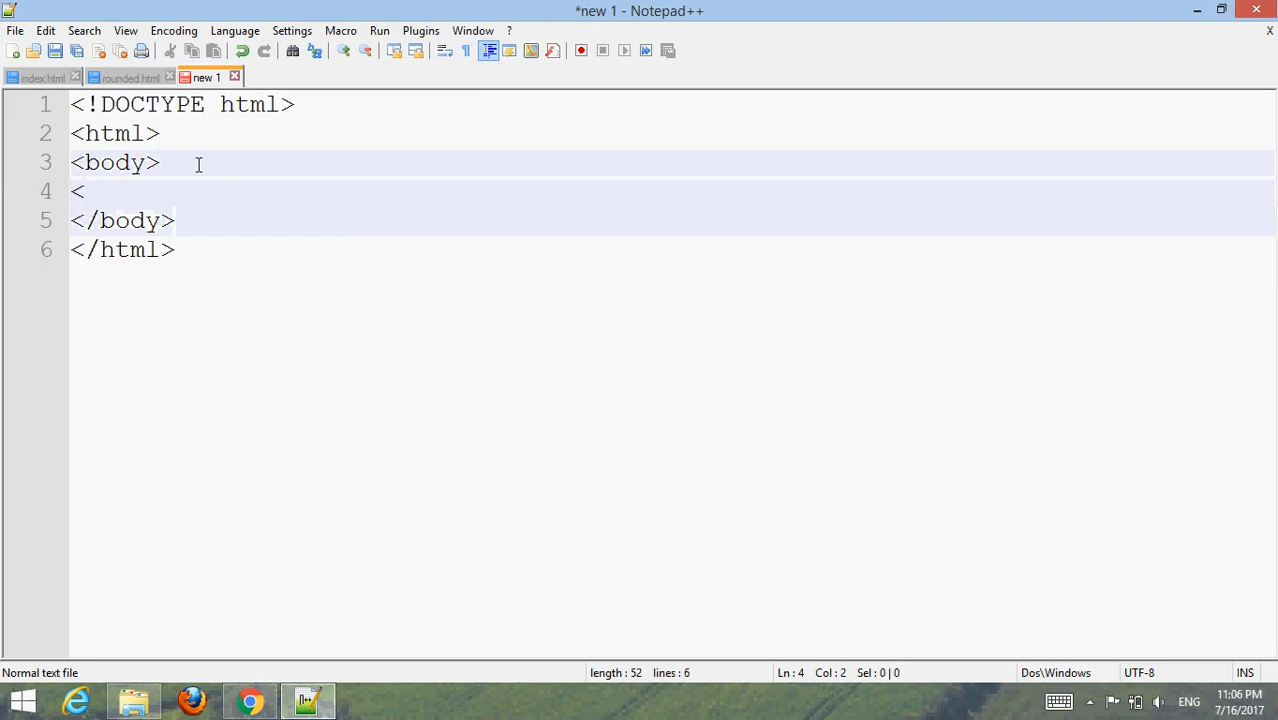 *new 1 - Notepad++
File Edit Search View Encoding Language Settings Macro Run Plugins Window ? X
index.html rounded.html new 1
1 <!DOCTYPE html>
2 <html>
3 <body>
4 <
5 </body>
6 </html>
Normal text file length : 52 lines : 6 Ln : 4 Col : 2 Sel : 0 | 0 Dos\Windows UTF-8 INS
ENG 11:06 PM
7/16/2017